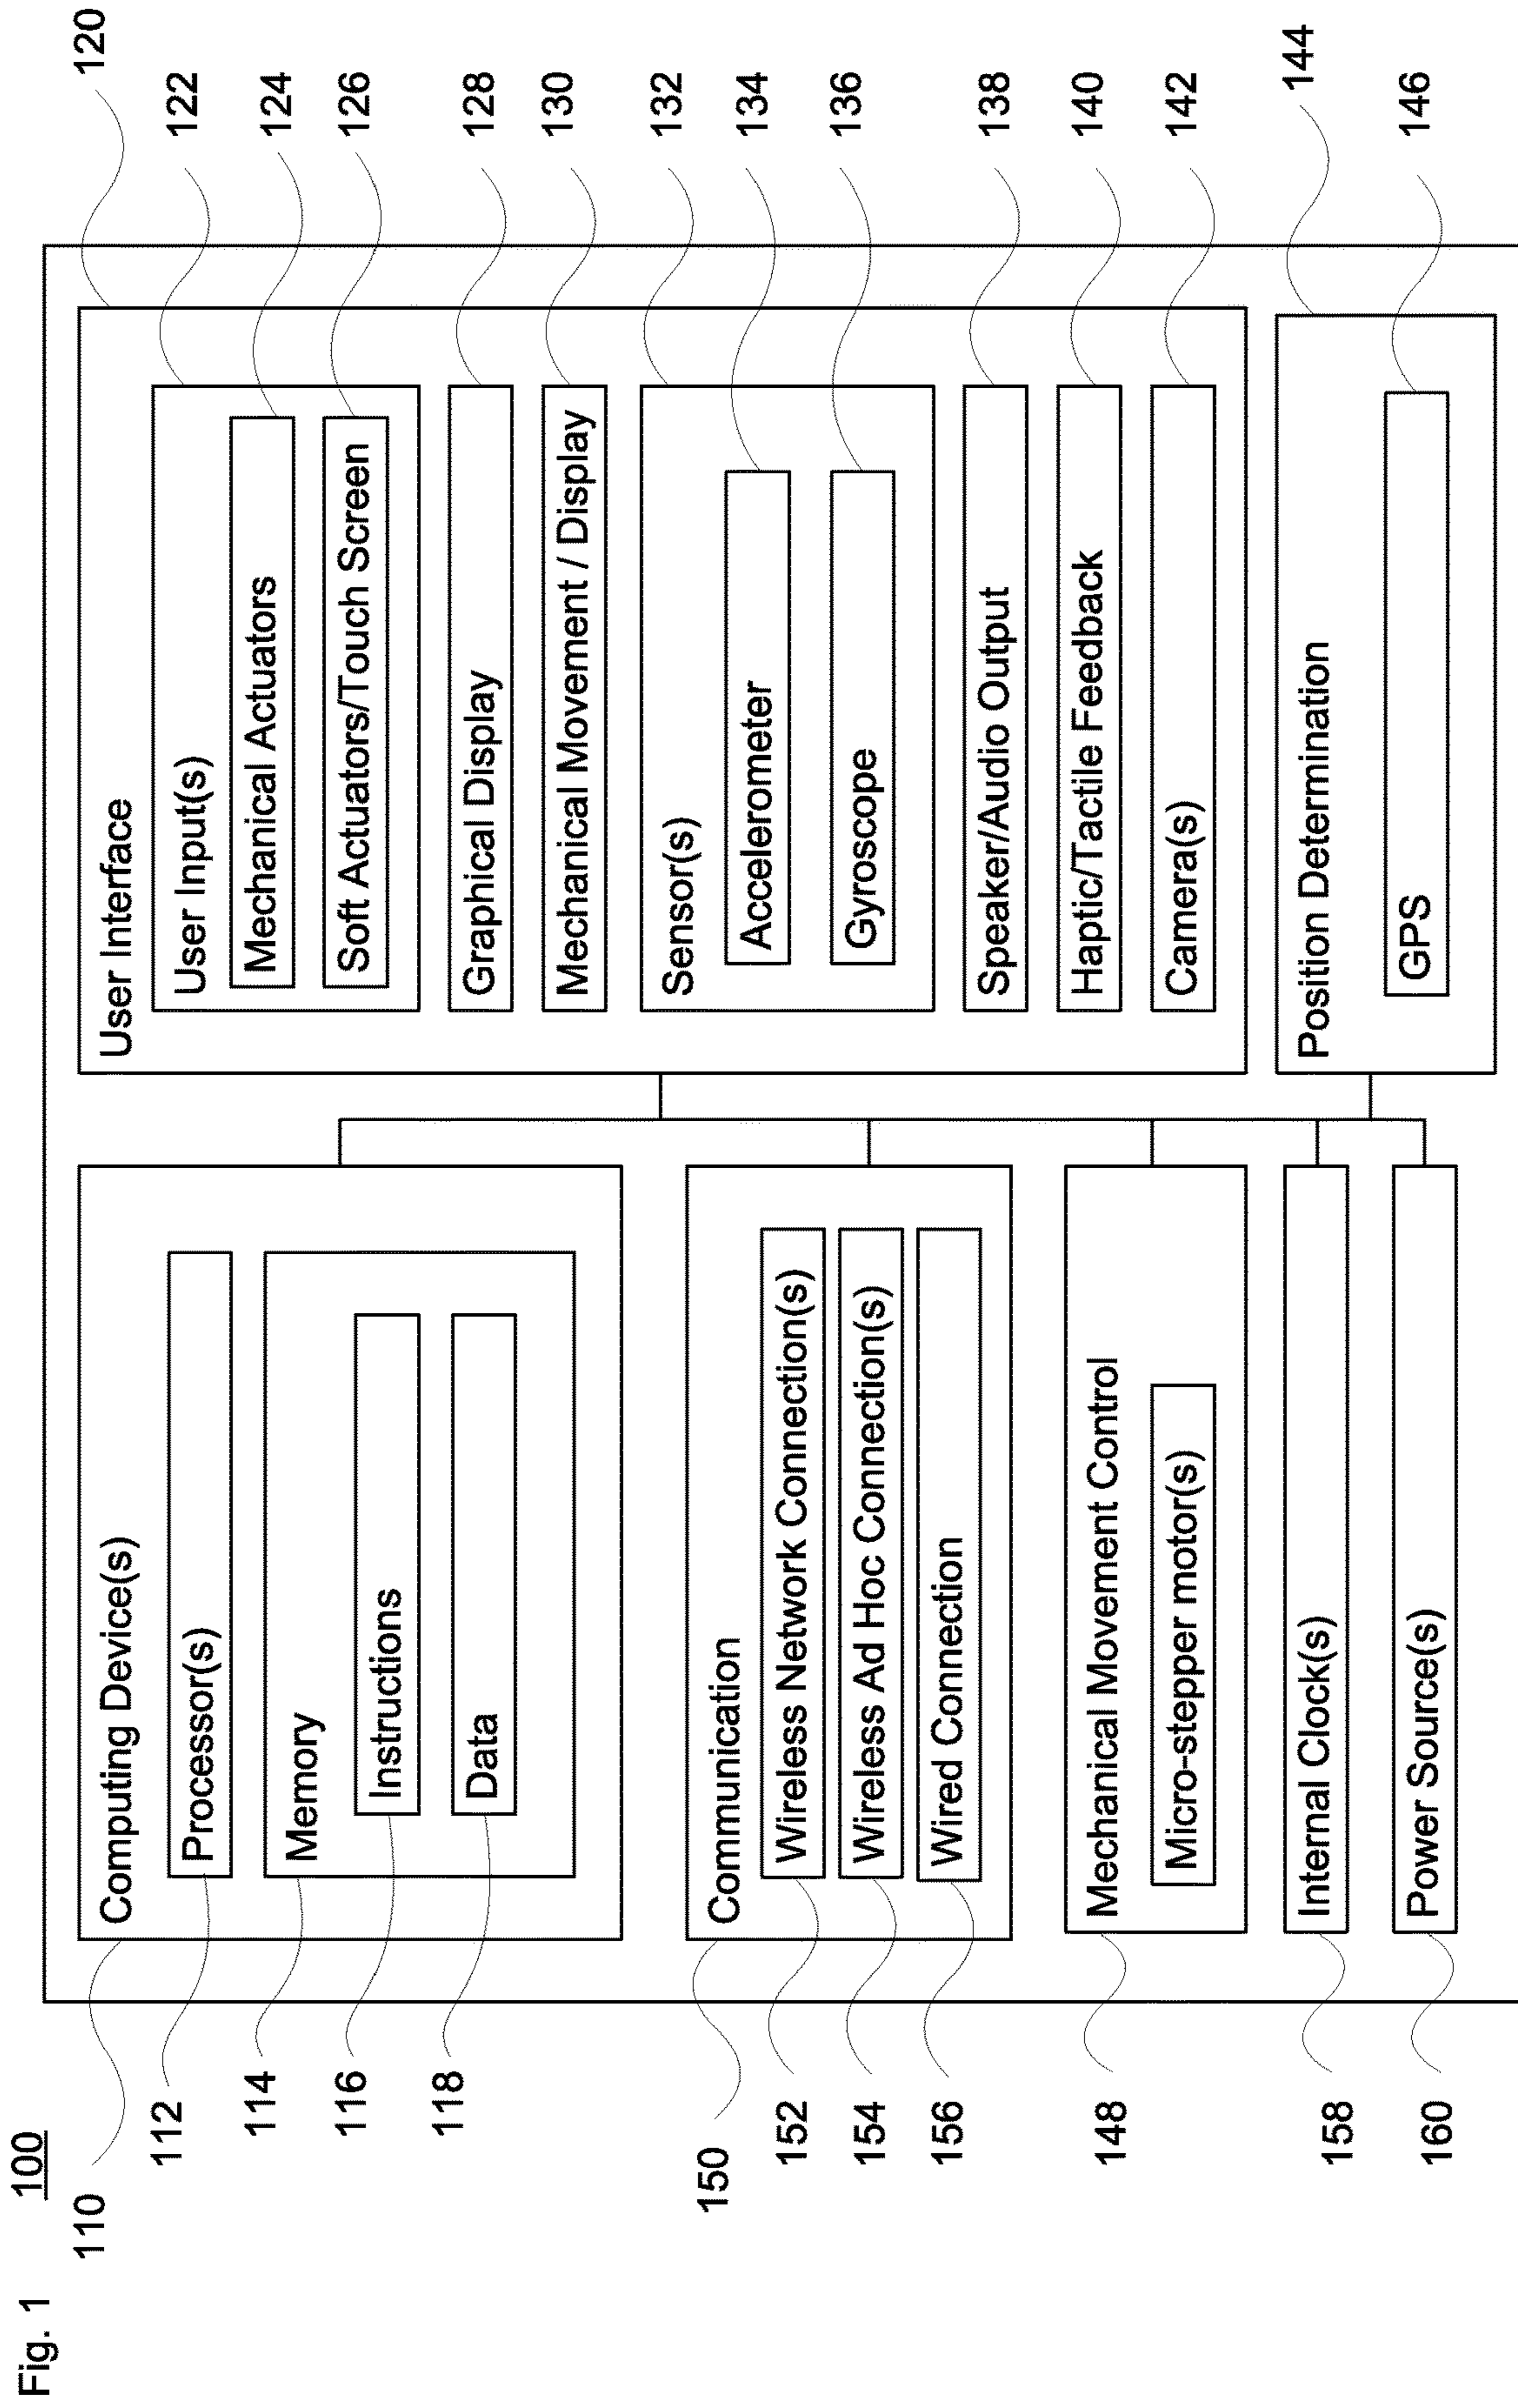 Fig. 1
100
110
Computing Device(s)
112
Processor(s)
114
Memory
116
Instructions
118
Data
150
Communication
152
Wireless Network Connection(s)
154
Wireless Ad Hoc Connection(s)
156
Wired Connection
148
Mechanical Movement Control
Micro-stepper motor(s)
158
Internal Clock(s)
160
Power Source(s)
User Interface
120
User Input(s)
122
Mechanical Actuators
124
Soft Actuators/Touch Screen
126
Graphical Display
128
Mechanical Movement / Display
130
Sensor(s)
132
Accelerometer
134
Gyroscope
136
Speaker/Audio Output
138
Haptic/Tactile Feedback
140
Camera(s)
142
Position Determination
144
GPS
146